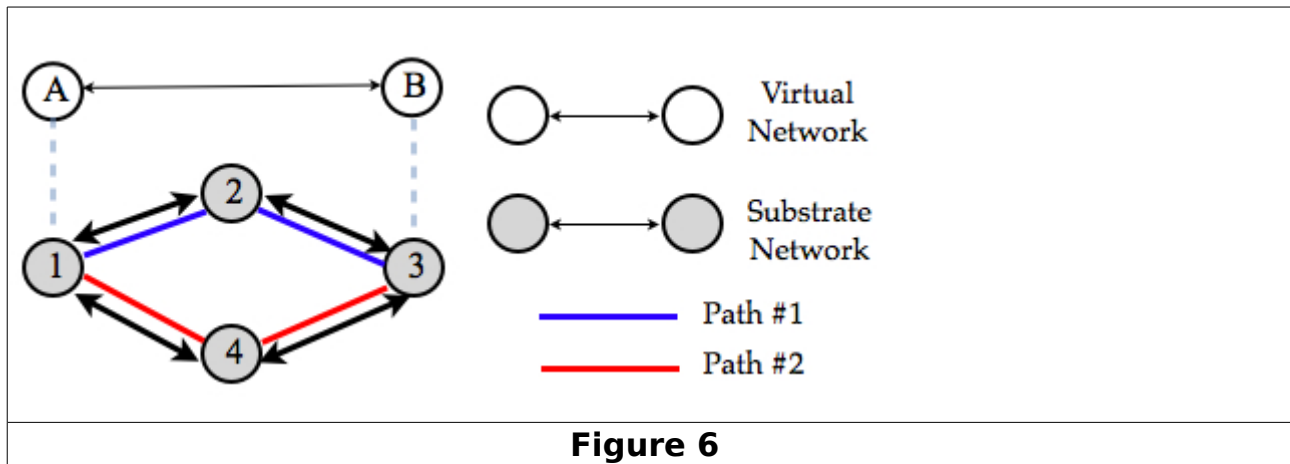 A
B
Virtual
Network
2
1
3
4
Substrate
Network
Path #1
Path #2
Figure 6